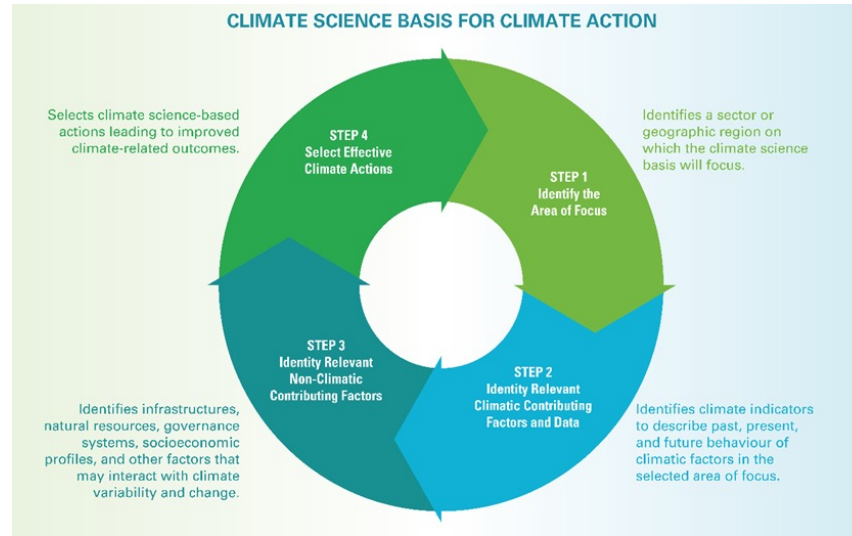 CLIMATE SCIENCE BASIS FOR CLIMATE ACTION
STEP 1
Identify the
Area of Focus
Identifies a sector or
geographic region on
which the climate science
basis will focus.
STEP 2
Identity Relevant
Climatic Contributing
Factors and Data
Identifies climate indicators
to describe past, present,
and future behaviour of
climatic factors in the
selected area of focus.
STEP 3
Identity Relevant
Non-Climatic
Contributing Factors
Identifies infrastructures,
natural resources, governance
systems, socioeconomic
profiles, and other factors that
may interact with climate
variability and change.
STEP 4
Select Effective
Climate Actions
Selects climate science-based
actions leading to improved
climate-related outcomes.